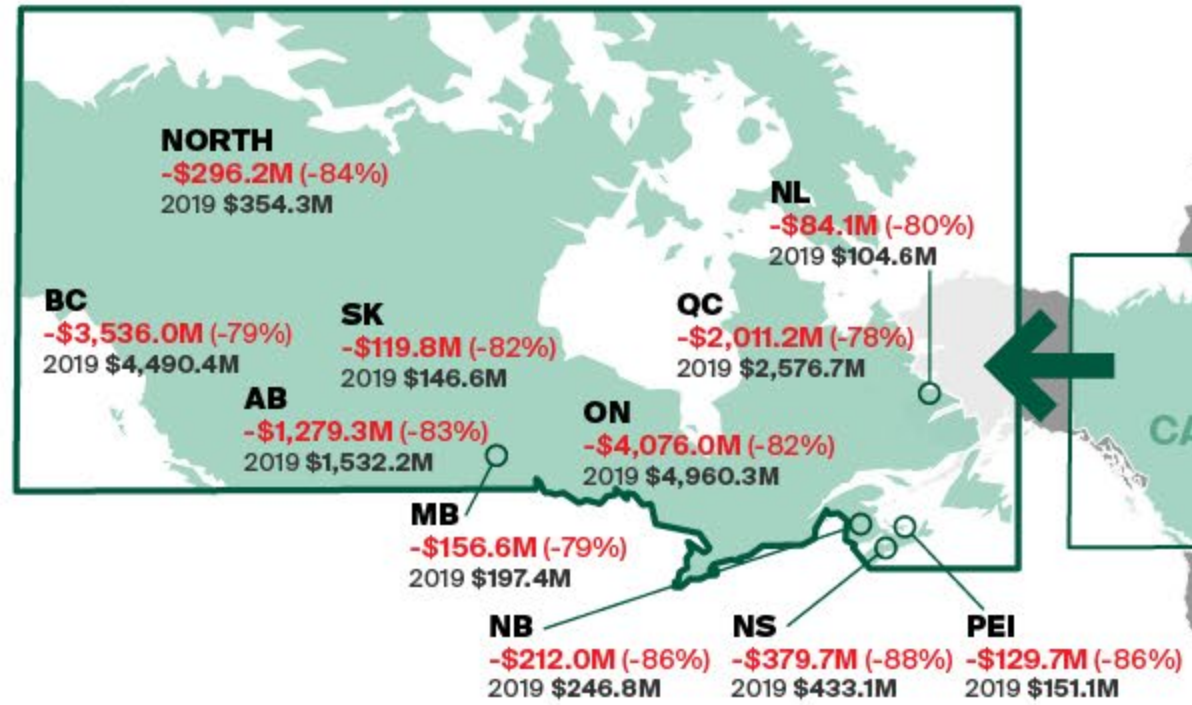 NORTH
-$296.2M (-84%)
2019 $354.3M
NL
-$84.1M (-80%)
2019 $104.6M
BC
-$3,536.0M (-79%)
2019 $4,490.4M
SK
-$119.8M (-82%)
2019 $146.6M
QC
-$2,011.2M (-78%)
2019 $2,576.7M
AB
-$1,279.3M (-83%)
2019 $1,532.2M
ON
-$4,076.0M (-82%)
2019 $4,960.3M
CA
MB
-$156.6M (-79%)
2019 $197.4M
NB
-$212.0M (-86%)
2019 $246.8M
NS
-$379.7M (-88%)
2019 $433.1M
PEI
-$129.7M (-86%)
2019 $151.1M